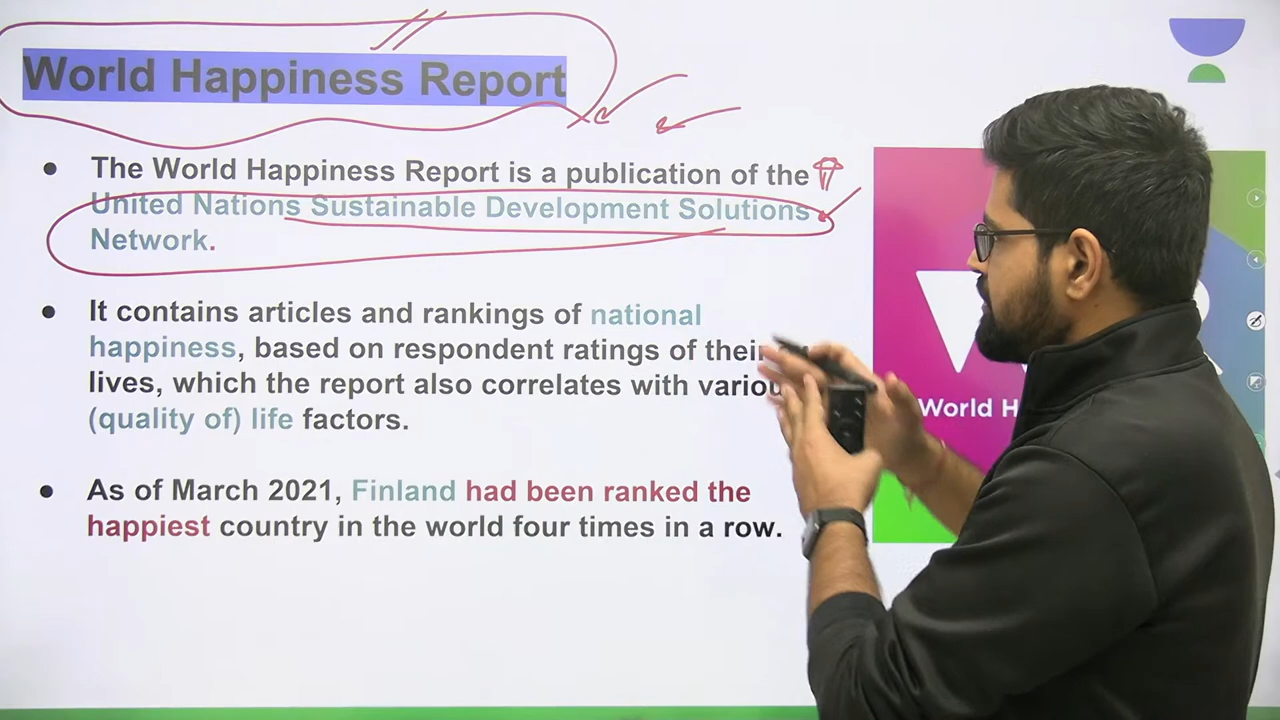 World Happiness Report
● The World Happiness Report is a publication of the
United Nations Sustainable Development Solutions
Network.
● It contains articles and rankings of national
happiness, based on respondent ratings of their
lives, which the report also correlates with
(quality of) life factors.
● As of March 2021, Finland had been ranked the
happiest country in the world four times in a row.
World